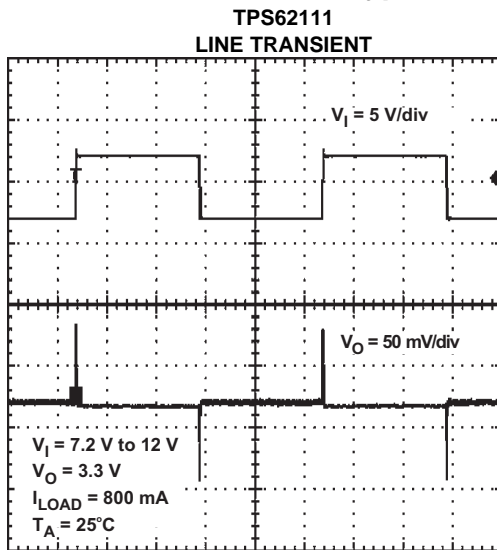 TPS62111
LINE TRANSIENT
V_I = 5 V/div
V_O = 50 mV/div
V_I = 7.2 V to 12 V
V_O = 3.3 V
I_LOAD = 800 mA
T_A = 25°C